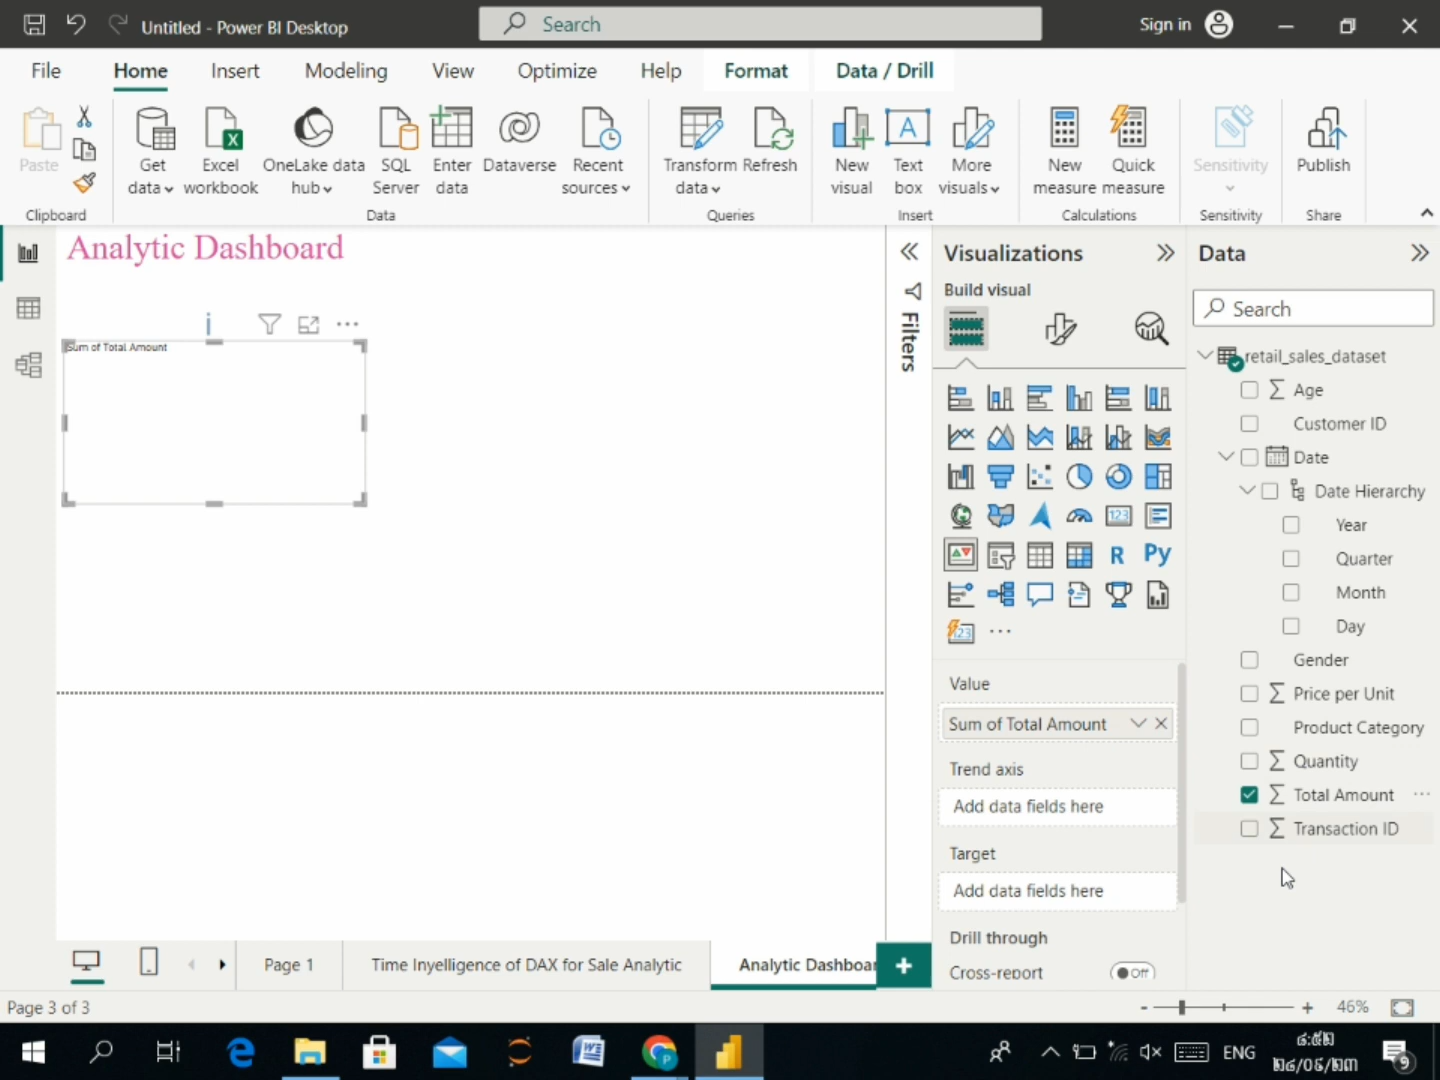 Untitled - Power BI Desktop
Search
Sign in
File
Home
Insert
Modeling
View
Optimize
Help
Format
Data / Drill
Paste
Get data
Excel workbook
OneLake data hub
SQL Server
Enter data
Dataverse
Recent sources
Transform data
Refresh
New visual
A
Text box
More visuals
New measure
Quick measure
Sensitivity
Publish
Clipboard
Data
Queries
Insert
Calculations
Sensitivity
Share
Analytic Dashboard
Sum of Total Amount
Filters
Visualizations
Build visual
123
R
Py
123
Value
Sum of Total Amount
Trend axis
Add data fields here
Target
Add data fields here
Drill through
Cross-report
Off
Data
Search
retail_sales_dataset
Age
Customer ID
Date
Date Hierarchy
Year
Quarter
Month
Day
Gender
Price per Unit
Product Category
Quantity
Total Amount
Transaction ID
Page 1
Time Inyelligence of DAX for Sale Analytic
Analytic Dashboar
Page 3 of 3
46%
ENG
9